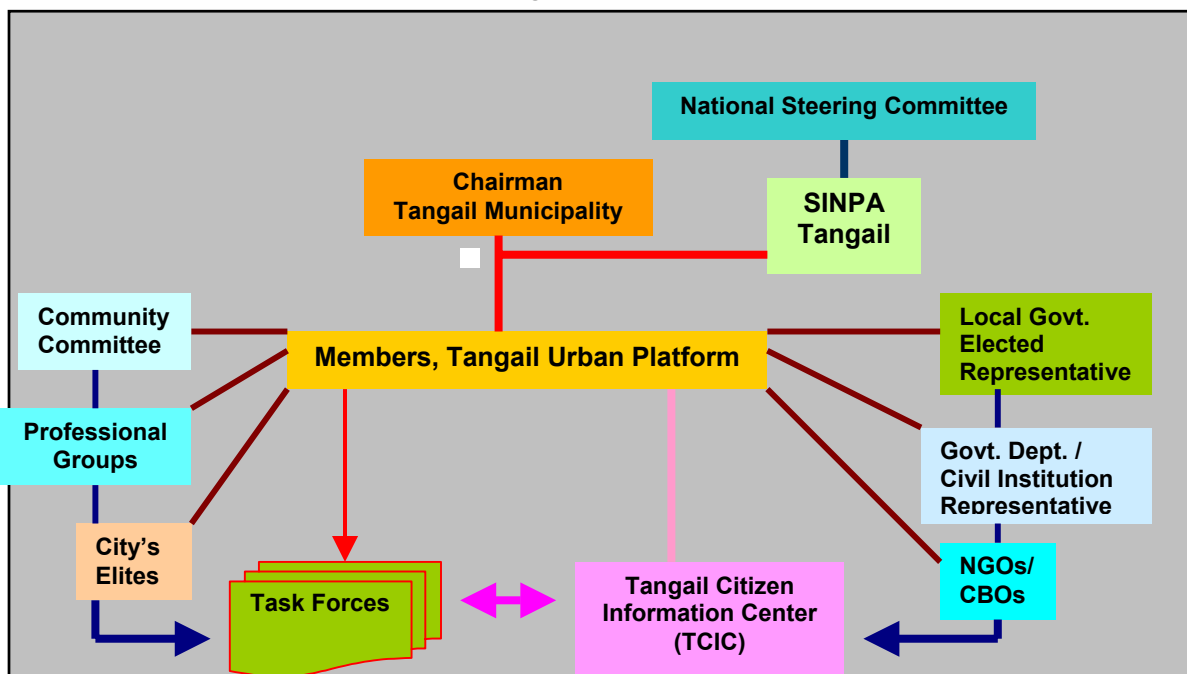 National Steering Committee
Chairman
Tangail Municipality
SINPA
Tangail
Community
Committee
Members, Tangail Urban Platform
Local Govt.
Elected
Representative
Professional
Groups
Govt. Dept. /
Civil Institution
Representative
City's
Elites
Task Forces
Tangail Citizen
Information Center
(TCIC)
NGOs/
CBOs